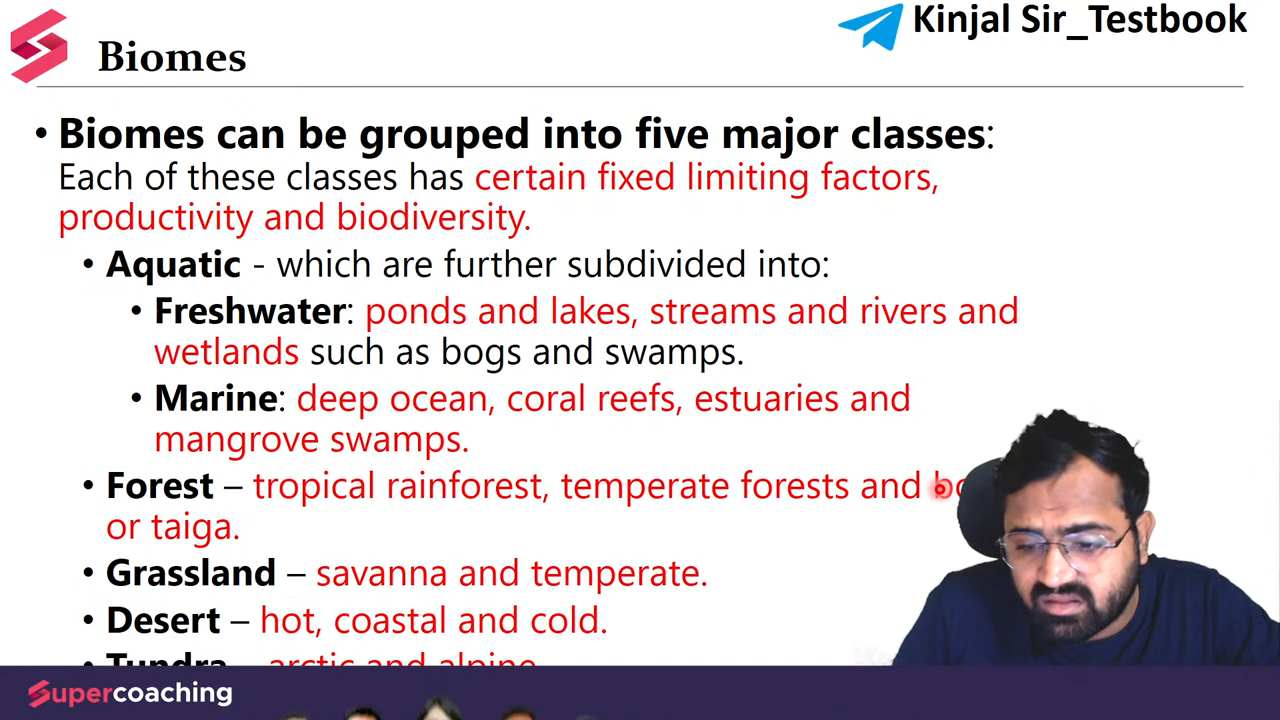 Kinjal Sir_Testbook
Biomes
• Biomes can be grouped into five major classes:
Each of these classes has certain fixed limiting factors,
productivity and biodiversity.
• Aquatic - which are further subdivided into:
• Freshwater: ponds and lakes, streams and rivers and
wetlands such as bogs and swamps.
• Marine: deep ocean, coral reefs, estuaries and
mangrove swamps.
• Forest – tropical rainforest, temperate forests and
or taiga.
• Grassland – savanna and temperate.
• Desert – hot, coastal and cold.
• Tundra – arctic and alpine
Supercoaching